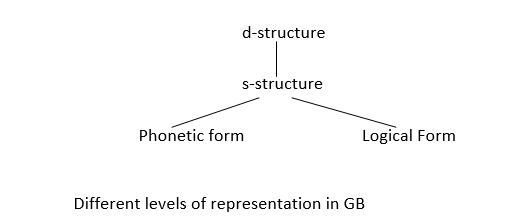 d-structure
s-structure
Phonetic form
Logical Form
Different levels of representation in GB